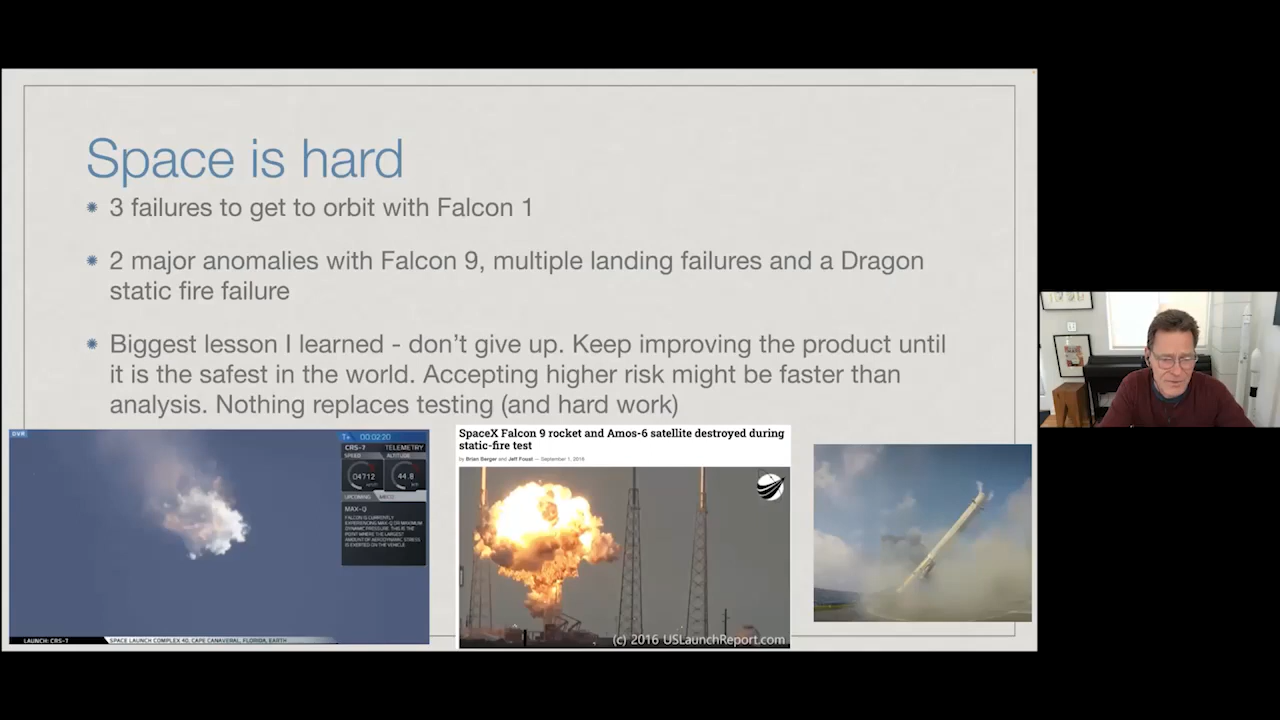 Space is hard
3 failures to get to orbit with Falcon 1
2 major anomalies with Falcon 9, multiple landing failures and a Dragon
static fire failure
Biggest lesson I learned - don’t give up. Keep improving the product until
it is the safest in the world. Accepting higher risk might be faster than
analysis. Nothing replaces testing (and hard work)
DVR
T+ 00:02:20
CRS-7 TELEMETRY
SPEED ALTITUDE
04712 44.8
UPCOMING MECO
MAX-Q
FALCON IS CURRENTLY
EXPERIENCING MAX-Q OR MAXIMUM
DYNAMIC PRESSURE. THIS IS THE
POINT WHERE THE LARGEST
AMOUNT OF AERODYNAMIC STRESS
IS EXERTED ON THE VEHICLE.
LAUNCH: CRS-7 SPACE LAUNCH COMPLEX 40, CAPE CANAVERAL, FLORIDA, EARTH
SpaceX Falcon 9 rocket and Amos-6 satellite destroyed during
static-fire test
by Brian Berger and Jeff Foust — September 1, 2016
(c) 2016 USLaunchReport.com